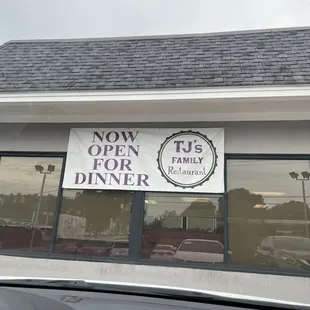 NOW
OPEN
FOR
DINNER
TJ's
FAMILY
Restaurant